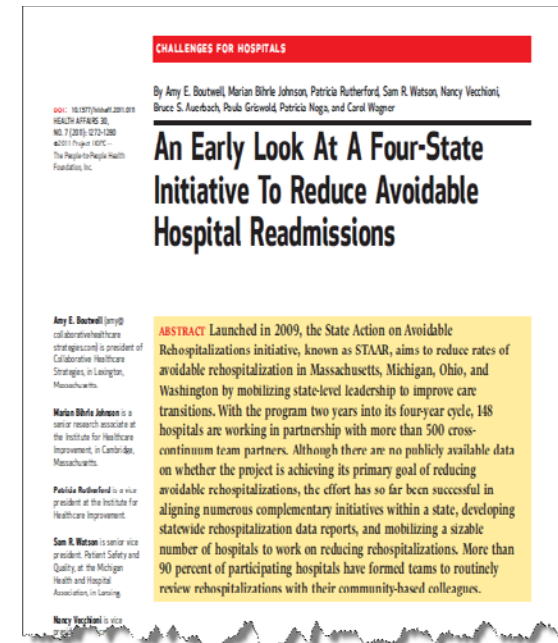 CHALLENGES FOR HOSPITALS
By Amy E. Boutwell, Marian Bihrle Johnson, Patricia Rutherford, Sam R. Watson, Nancy Vecchioni,
Bruce S. Auerbach, Paula Griswold, Patricia Noga, and Carol Wagner
DOI: 10.1377/hlthaff.2011.0111
HEALTH AFFAIRS 30,
NO. 7 (2011): 1272–1280
©2011 Project HOPE—
The People-to-People Health
Foundation, Inc.
An Early Look At A Four-State
Initiative To Reduce Avoidable
Hospital Readmissions
Amy E. Boutwell (amy@
collaborativehealthcare
strategies.com) is president of
Collaborative Healthcare
Strategies, in Lexington,
Massachusetts.
Marian Bihrle Johnson is a
senior research associate at
the Institute for Healthcare
Improvement, in Cambridge,
Massachusetts.
Patricia Rutherford is a vice
president at the Institute for
Healthcare Improvement.
Sam R. Watson is senior vice
president, Patient Safety and
Quality, at the Michigan
Health and Hospital
Association, in Lansing.
Nancy Vecchioni is vice
ABSTRACT Launched in 2009, the State Action on Avoidable
Rehospitalizations initiative, known as STAAR, aims to reduce rates of
avoidable rehospitalization in Massachusetts, Michigan, Ohio, and
Washington by mobilizing state-level leadership to improve care
transitions. With the program two years into its four-year cycle, 148
hospitals are working in partnership with more than 500 cross-
continuum team partners. Although there are no publicly available data
on whether the project is achieving its primary goal of reducing
avoidable rehospitalizations, the effort has so far been successful in
aligning numerous complementary initiatives within a state, developing
statewide rehospitalization data reports, and mobilizing a sizable
number of hospitals to work on reducing rehospitalizations. More than
90 percent of participating hospitals have formed teams to routinely
review rehospitalizations with their community-based colleagues.